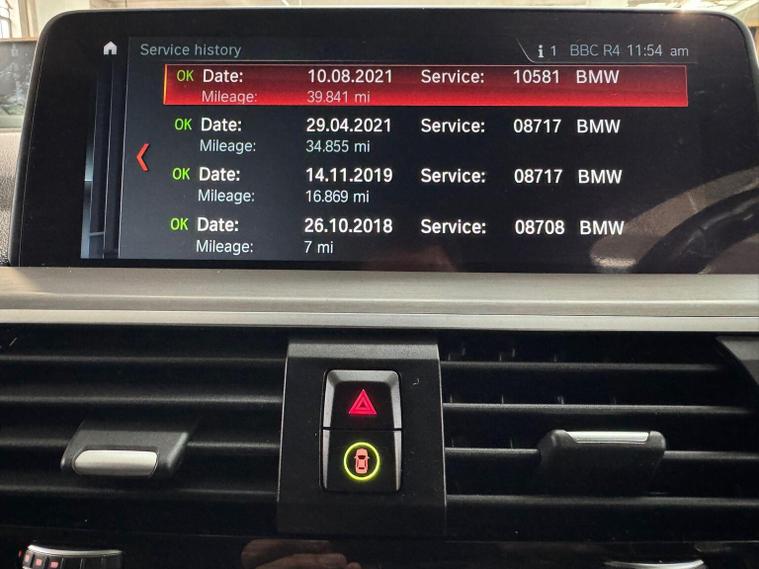 Service history i 1 BBC R4 11:54 am
OK Date: 10.08.2021 Service: 10581 BMW
Mileage: 39.841 mi
OK Date: 29.04.2021 Service: 08717 BMW
Mileage: 34.855 mi
OK Date: 14.11.2019 Service: 08717 BMW
Mileage: 16.869 mi
OK Date: 26.10.2018 Service: 08708 BMW
Mileage: 7 mi